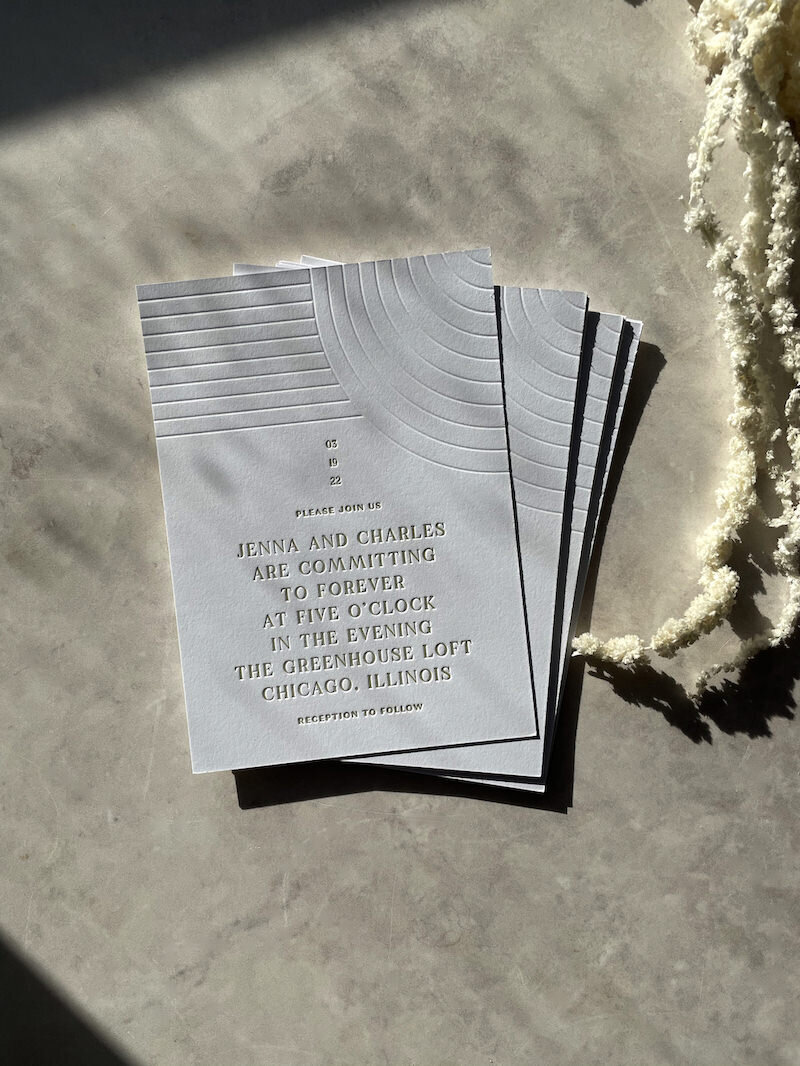 03
19
22
PLEASE JOIN US
JENNA AND CHARLES
ARE COMMITTING
TO FOREVER
AT FIVE O'CLOCK
IN THE EVENING
THE GREENHOUSE LOFT
CHICAGO, ILLINOIS
RECEPTION TO FOLLOW